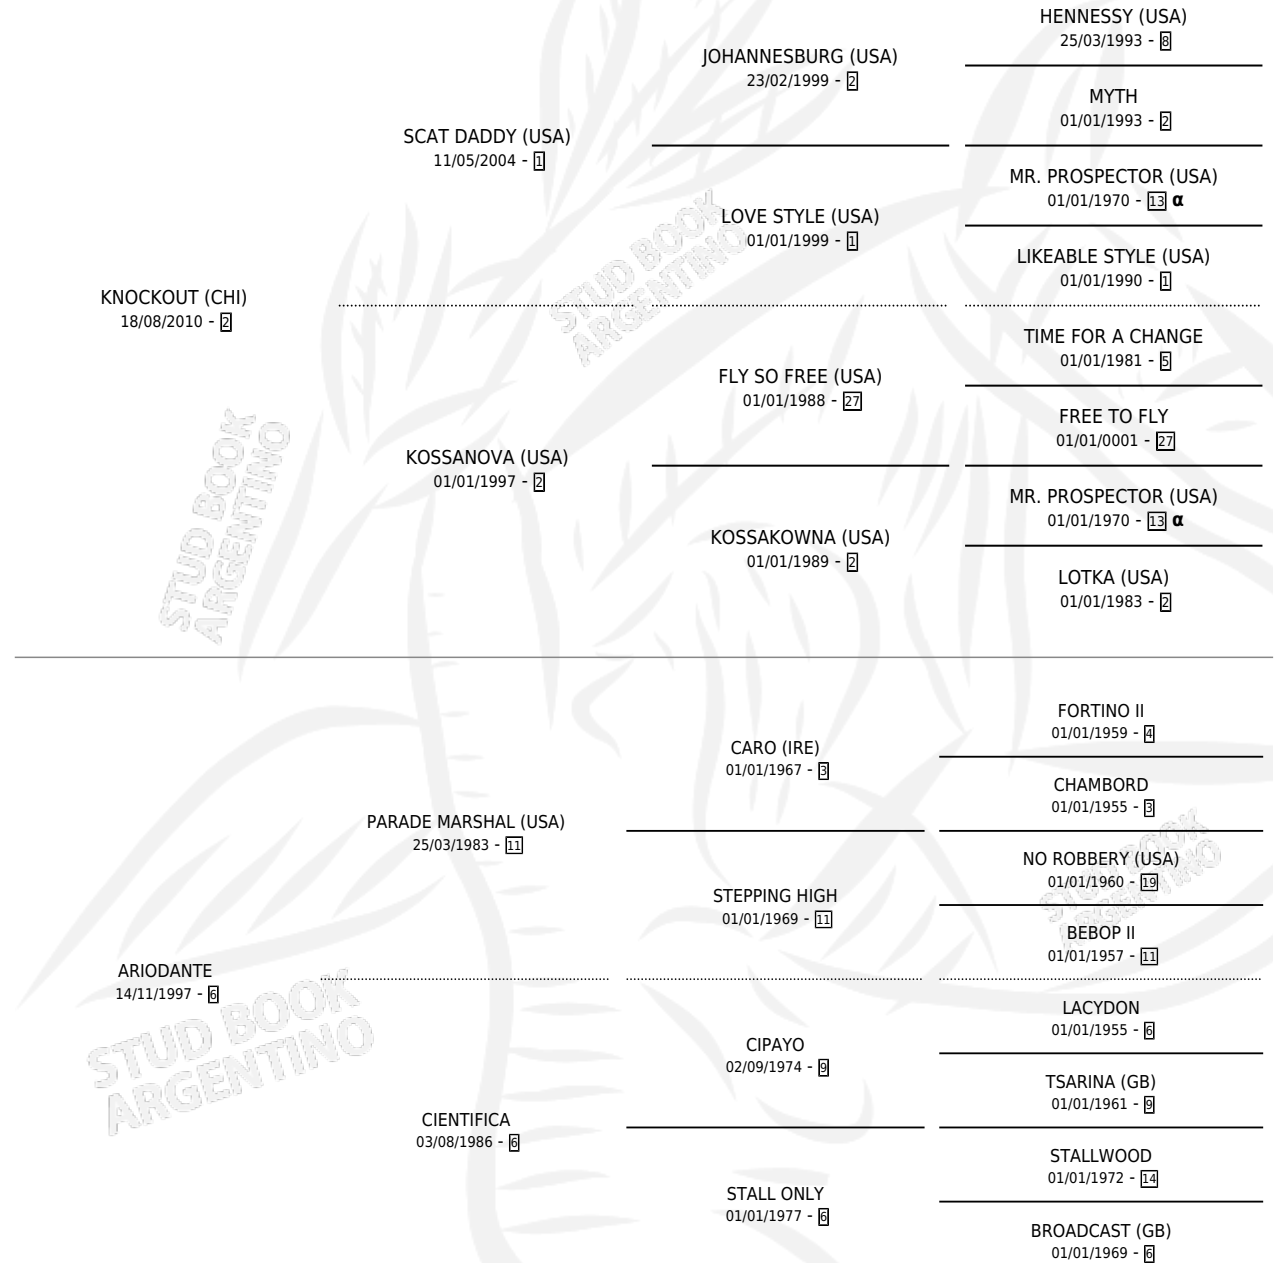 HENNESSY (USA)
25/03/1993 - 8
JOHANNESBURG (USA)
23/02/1999 - 2
MYTH
01/01/1993 - 2
SCAT DADDY (USA)
11/05/2004 - 1
MR. PROSPECTOR (USA)
01/01/1970 - 13 α
LOVE STYLE (USA)
01/01/1999 - 1
LIKEABLE STYLE (USA)
01/01/1990 - 1
KNOCKOUT (CHI)
18/08/2010 - 2
TIME FOR A CHANGE
01/01/1981 - 5
FLY SO FREE (USA)
01/01/1988 - 27
FREE TO FLY
01/01/0001 - 27
KOSSANOVA (USA)
01/01/1997 - 2
MR. PROSPECTOR (USA)
01/01/1970 - 13 α
KOSSAKOWNA (USA)
01/01/1989 - 2
LOTKA (USA)
01/01/1983 - 2
FORTINO II
01/01/1959 - 4
CARO (IRE)
01/01/1967 - 3
CHAMBORD
01/01/1955 - 3
PARADE MARSHAL (USA)
25/03/1983 - 11
NO ROBBERY (USA)
01/01/1960 - 19
STEPPING HIGH
01/01/1969 - 11
BEBOP II
01/01/1957 - 11
ARIODANTE
14/11/1997 - 6
LACYDON
01/01/1955 - 6
CIPAYO
02/09/1974 - 9
TSARINA (GB)
01/01/1961 - 9
CIENTIFICA
03/08/1986 - 6
STALLWOOD
01/01/1972 - 14
STALL ONLY
01/01/1977 - 6
BROADCAST (GB)
01/01/1969 - 6
STUD BOOK
ARGENTINO
STUD BOOK
ARGENTINO
STUD BOOK
ARGENTINO
STUD BOOK
ARGENTINO